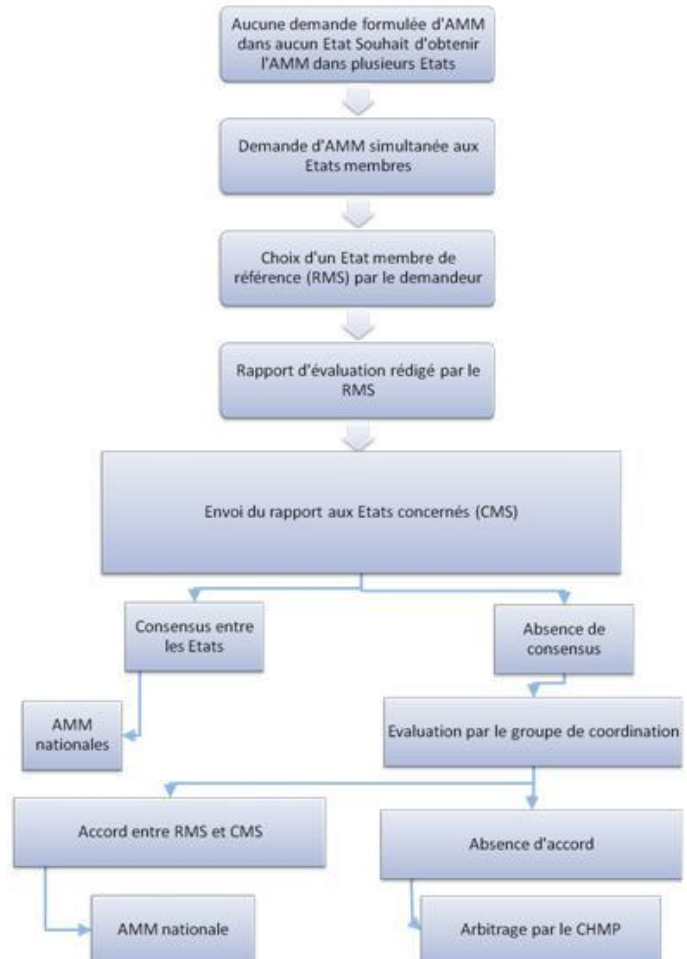 Aucune demande formulée d'AMM
dans aucun Etat Souhait d'obtenir
l'AMM dans plusieurs Etats
Demande d'AMM simultanée aux
Etats membres
Choix d'un Etat membre de
référence (RMS) par le demandeur
Rapport d'évaluation rédigé par le
RMS
Envoi du rapport aux Etats concernés (CMS)
Consensus entre
les Etats
Absence de
consensus
AMM
nationales
Evaluation par le groupe de coordination
Accord entre RMS et CMS
Absence d'accord
AMM nationale
Arbitrage par le CHMP